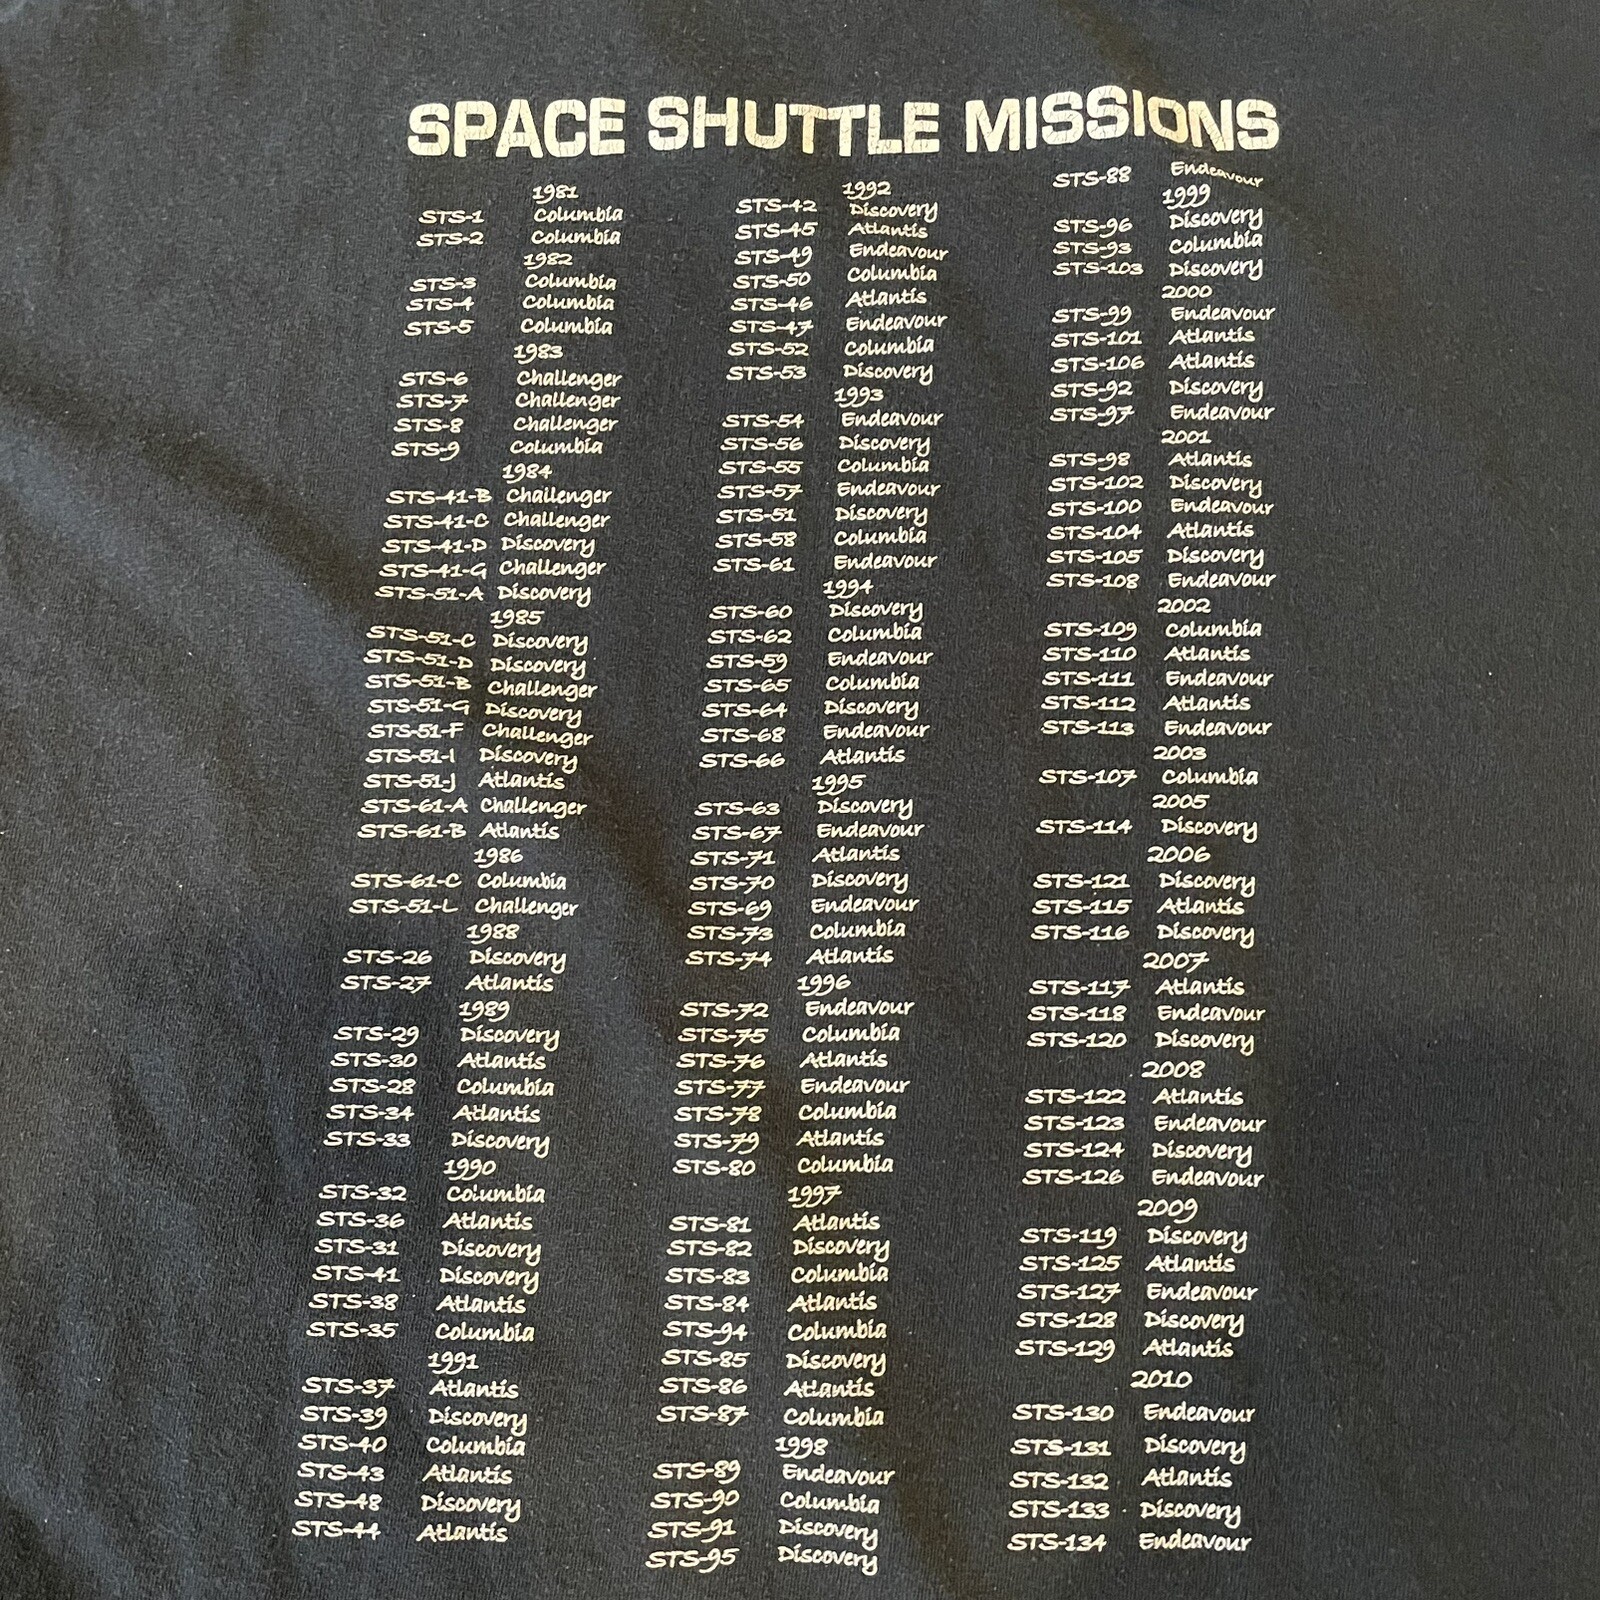 SPACE SHUTTLE MISSIONS
1981
STS-1 Columbia
STS-2 Columbia
1982
STS-3 Columbia
STS-4 Columbia
STS-5 Columbia
1983
STS-6 Challenger
STS-7 Challenger
STS-8 Challenger
STS-9 Columbia
1984
STS-41-B Challenger
STS-41-C Challenger
STS-41-D Discovery
STS-41-G Challenger
STS-51-A Discovery
1985
STS-51-C Discovery
STS-51-D Discovery
STS-51-B Challenger
STS-51-G Discovery
STS-51-F Challenger
STS-51-I Discovery
STS-51-J Atlantis
STS-61-A Challenger
STS-61-B Atlantis
1986
STS-61-C Columbia
STS-51-L Challenger
1988
STS-26 Discovery
STS-27 Atlantis
1989
STS-29 Discovery
STS-30 Atlantis
STS-28 Columbia
STS-34 Atlantis
STS-33 Discovery
1990
STS-32 Columbia
STS-36 Atlantis
STS-31 Discovery
STS-41 Discovery
STS-38 Atlantis
STS-35 Columbia
1991
STS-37 Atlantis
STS-39 Discovery
STS-40 Columbia
STS-43 Atlantis
STS-48 Discovery
STS-44 Atlantis
1992
STS-42 Discovery
STS-45 Atlantis
STS-49 Endeavour
STS-50 Columbia
STS-46 Atlantis
STS-47 Endeavour
STS-52 Columbia
STS-53 Discovery
1993
STS-54 Endeavour
STS-56 Discovery
STS-55 Columbia
STS-57 Endeavour
STS-51 Discovery
STS-58 Columbia
STS-61 Endeavour
1994
STS-60 Discovery
STS-62 Columbia
STS-59 Endeavour
STS-65 Columbia
STS-64 Discovery
STS-68 Endeavour
STS-66 Atlantis
1995
STS-63 Discovery
STS-67 Endeavour
STS-71 Atlantis
STS-70 Discovery
STS-69 Endeavour
STS-73 Columbia
STS-74 Atlantis
1996
STS-72 Endeavour
STS-75 Columbia
STS-76 Atlantis
STS-77 Endeavour
STS-78 Columbia
STS-79 Atlantis
STS-80 Columbia
1997
STS-81 Atlantis
STS-82 Discovery
STS-83 Columbia
STS-84 Atlantis
STS-94 Columbia
STS-85 Discovery
STS-86 Atlantis
STS-87 Columbia
1998
STS-89 Endeavour
STS-90 Columbia
STS-91 Discovery
STS-95 Discovery
STS-88 Endeavour
1999
STS-96 Discovery
STS-93 Columbia
STS-103 Discovery
2000
STS-99 Endeavour
STS-101 Atlantis
STS-106 Atlantis
STS-92 Discovery
STS-97 Endeavour
2001
STS-98 Atlantis
STS-102 Discovery
STS-100 Endeavour
STS-104 Atlantis
STS-105 Discovery
STS-108 Endeavour
2002
STS-109 Columbia
STS-110 Atlantis
STS-111 Endeavour
STS-112 Atlantis
STS-113 Endeavour
2003
STS-107 Columbia
2005
STS-114 Discovery
2006
STS-121 Discovery
STS-115 Atlantis
STS-116 Discovery
2007
STS-117 Atlantis
STS-118 Endeavour
STS-120 Discovery
2008
STS-122 Atlantis
STS-123 Endeavour
STS-124 Discovery
STS-126 Endeavour
2009
STS-119 Discovery
STS-125 Atlantis
STS-127 Endeavour
STS-128 Discovery
STS-129 Atlantis
2010
STS-130 Endeavour
STS-131 Discovery
STS-132 Atlantis
STS-133 Discovery
STS-134 Endeavour